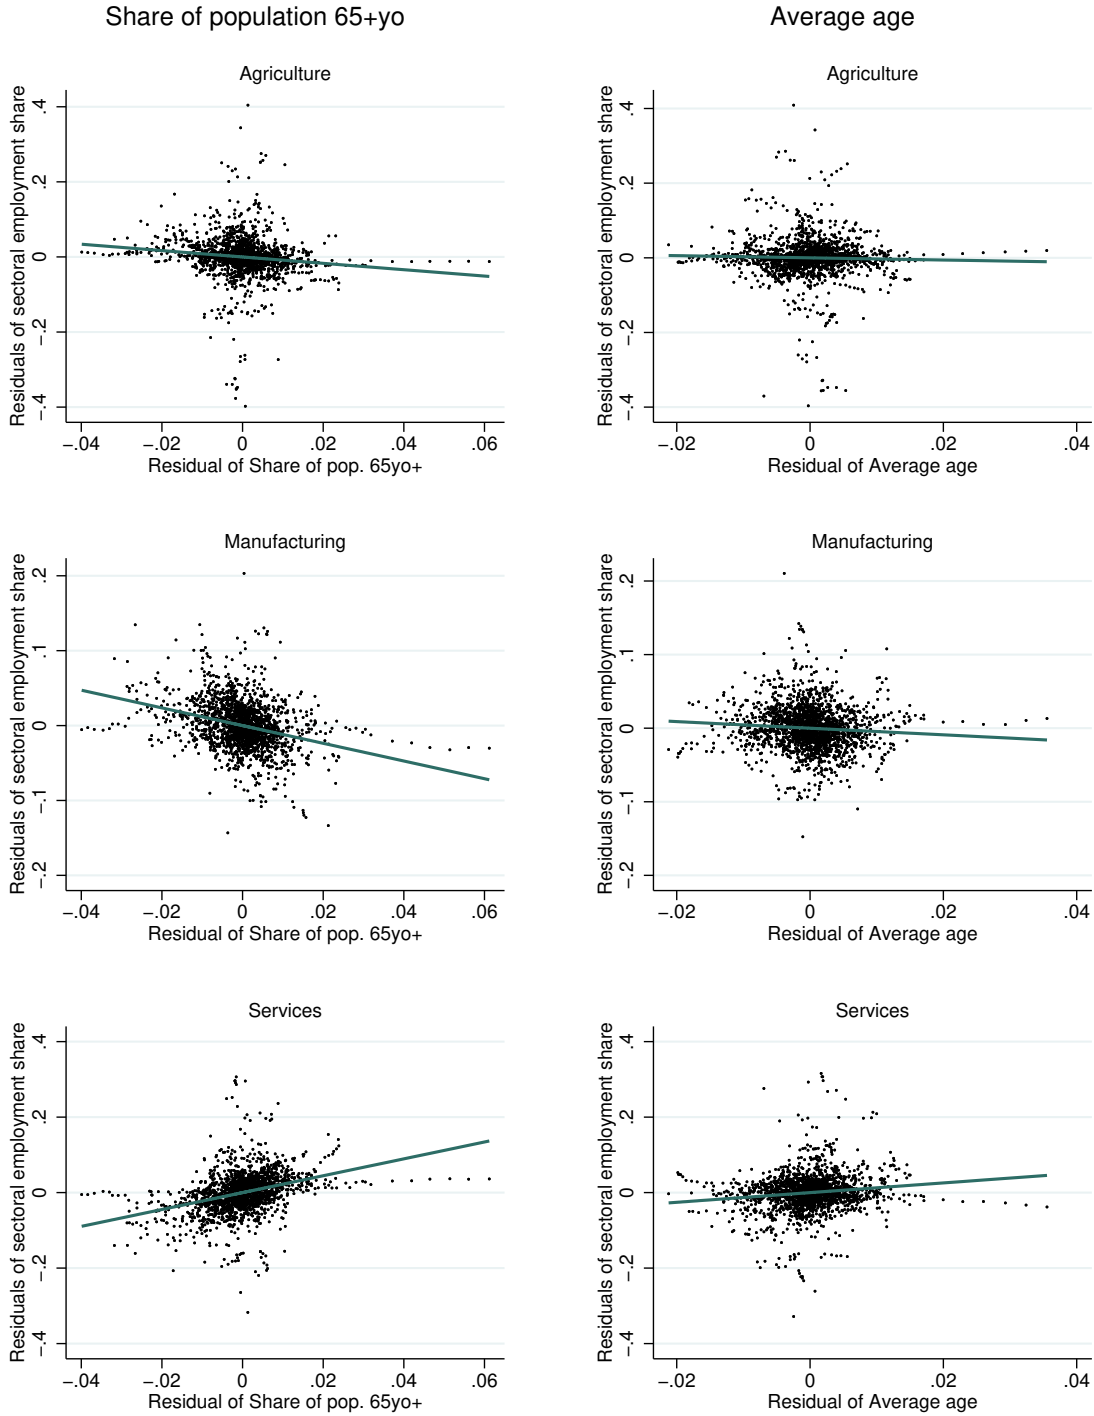 Share of population 65+yo
Average age
Agriculture
Residuals of sectoral employment share
.4
.2
0
−.2
−.4
−.04 −.02 0 .02 .04 .06
Residual of Share of pop. 65yo+
Agriculture
Residuals of sectoral employment share
.4
.2
0
−.2
−.4
−.02 0 .02 .04
Residual of Average age
Manufacturing
Residuals of sectoral employment share
.2
.1
0
−.1
−.2
−.04 −.02 0 .02 .04 .06
Residual of Share of pop. 65yo+
Manufacturing
Residuals of sectoral employment share
.2
.1
0
−.1
−.2
−.02 0 .02 .04
Residual of Average age
Services
Residuals of sectoral employment share
.4
.2
0
−.2
−.4
−.04 −.02 0 .02 .04 .06
Residual of Share of pop. 65yo+
Services
Residuals of sectoral employment share
.4
.2
0
−.2
−.4
−.02 0 .02 .04
Residual of Average age